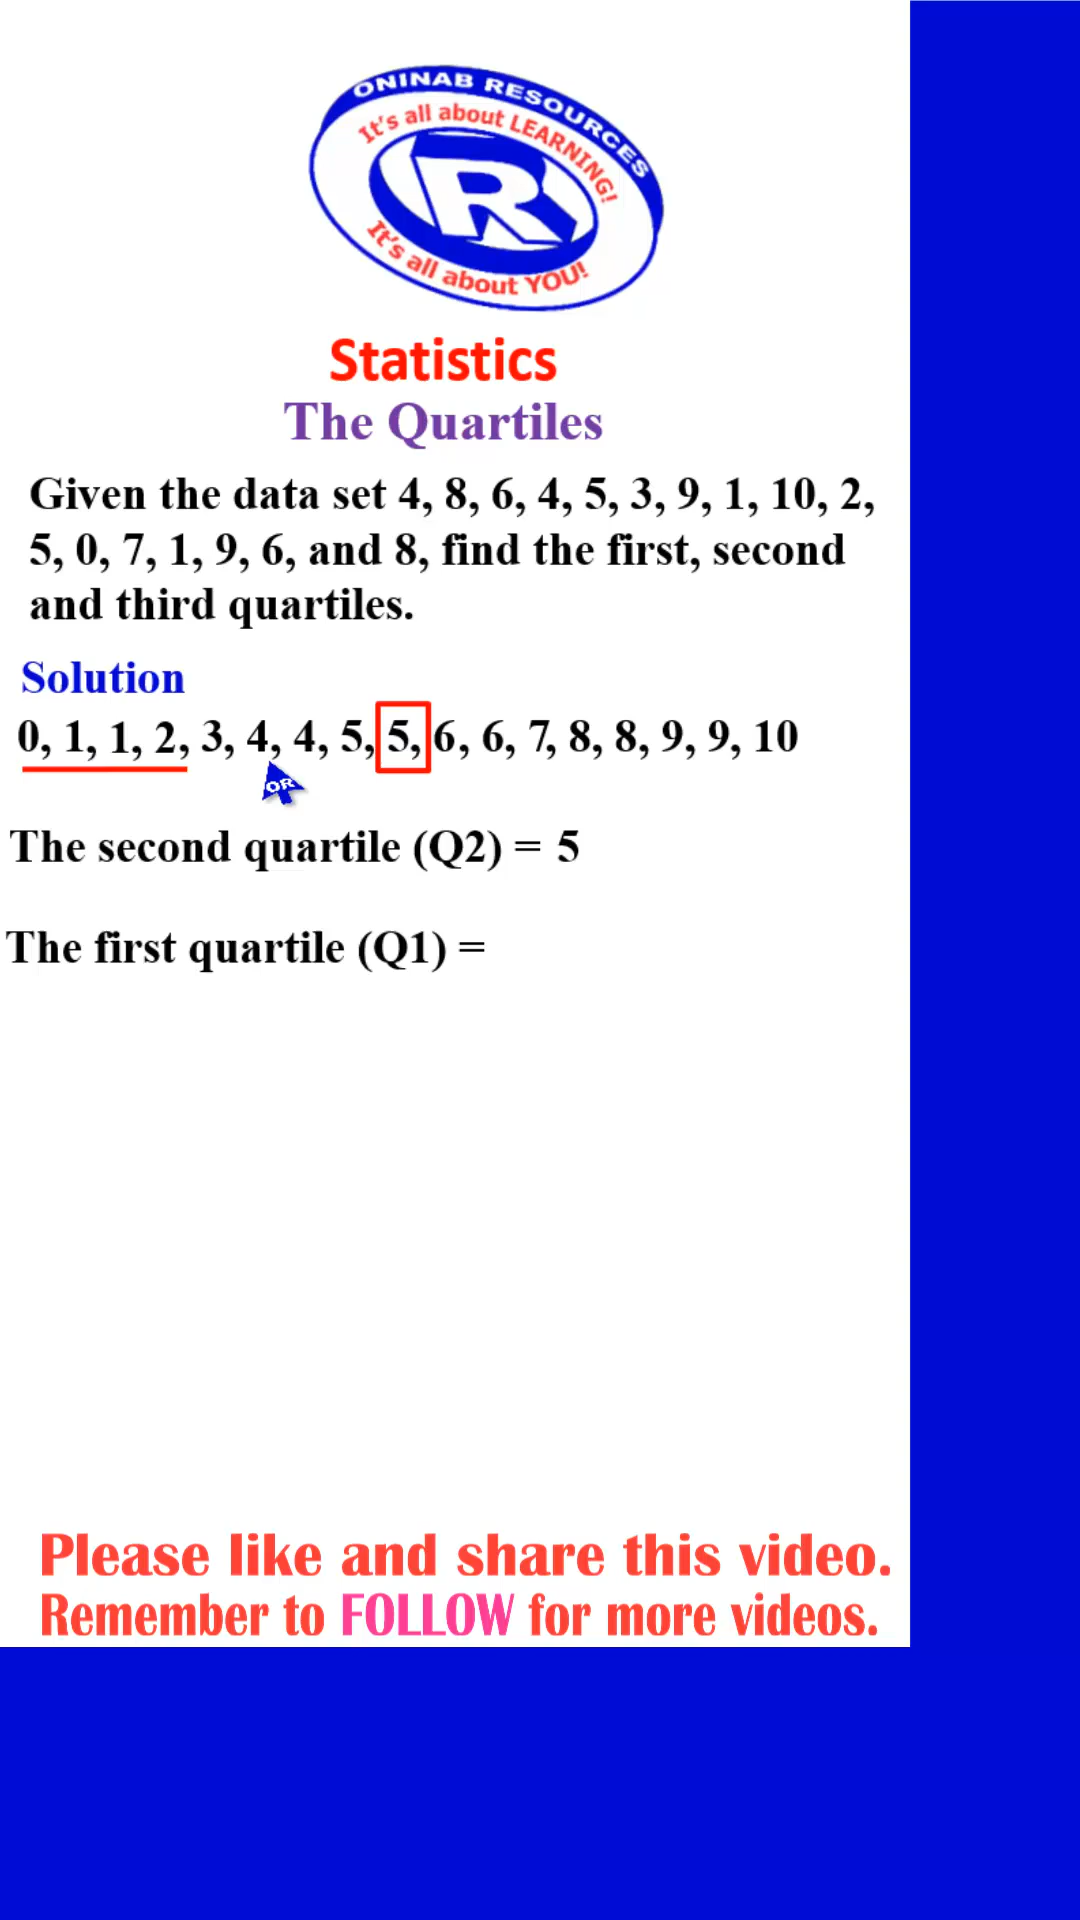 ONINAB RESOURCES
It's all about LEARNING!
R
It's all about YOU!
Statistics
The Quartiles
Given the data set 4, 8, 6, 4, 5, 3, 9, 1, 10, 2,
5, 0, 7, 1, 9, 6, and 8, find the first, second
and third quartiles.
Solution
0, 1, 1, 2, 3, 4, 4, 5, 5, 6, 6, 7, 8, 8, 9, 9, 10
OR
The second quartile (Q2) = 5
The first quartile (Q1) =
Please like and share this video.
Remember to FOLLOW for more videos.